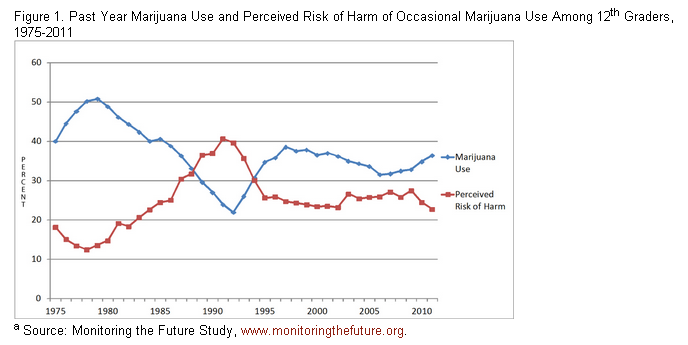 Figure 1. Past Year Marijuana Use and Perceived Risk of Harm of Occasional Marijuana Use Among 12th Graders,
1975-2011
60
50
40
30
20
10
0
PERCENT
1975 1980 1985 1990 1995 2000 2005 2010
Marijuana
Use
Perceived
Risk of Harm
a Source: Monitoring the Future Study, www.monitoringthefuture.org.